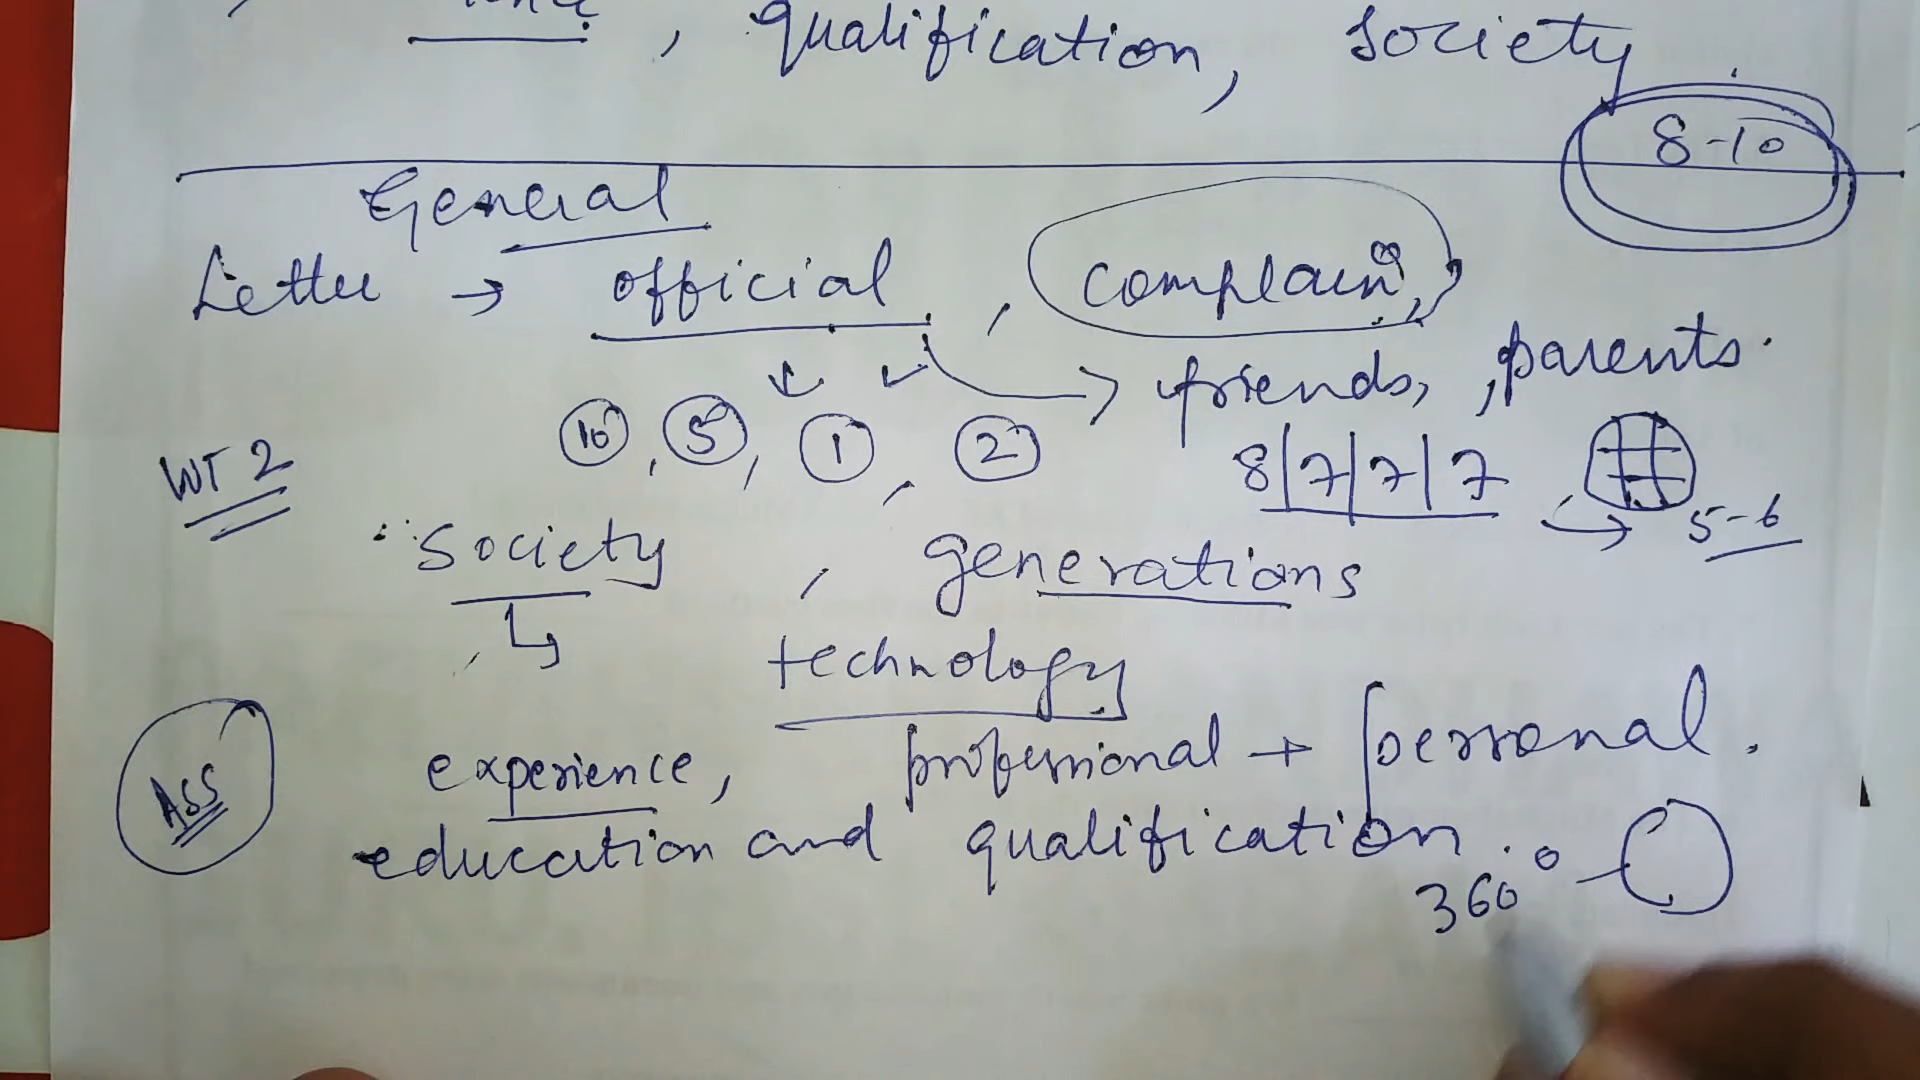 , qualification, society
8-10
General
Letter → official, complain,
→ friends, parents.
10, 5, 1, 2
8/7/7/7
5-6
WT 2
society, generations
technology
Ass
experience, professional + personal.
education and qualification.
360°